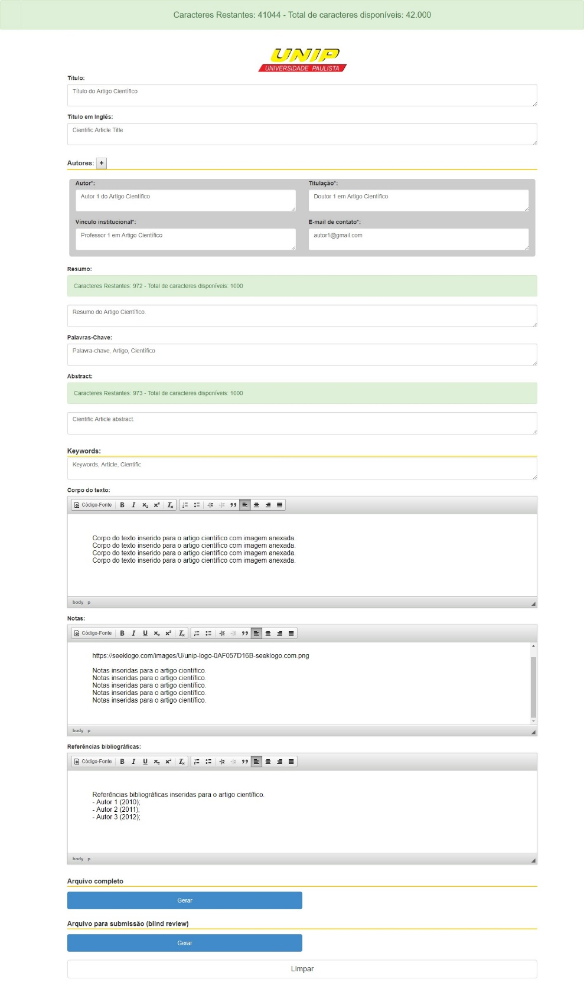 Caracteres Restantes: 41044 - Total de caracteres disponíveis: 42.000
UNIP
UNIVERSIDADE PAULISTA
Título:
Título do Artigo Científico
Título em Inglês:
Cientific Article Title
Autores: +
Autor*:
Titulação*:
Autor 1 do Artigo Científico
Doutor 1 em Artigo Científico
Vínculo institucional*:
E-mail de contato*:
Professor 1 em Artigo Científico
autor1@gmail.com
Resumo:
Caracteres Restantes: 972 - Total de caracteres disponíveis: 1000
Resumo do Artigo Científico.
Palavras-Chave:
Palavra-chave, Artigo, Científico
Abstract:
Caracteres Restantes: 973 - Total de caracteres disponíveis: 1000
Cientific Article abstract.
Keywords:
Keywords, Article, Cientific
Corpo do texto:
Código-Fonte B I x₂ x² Tx
Corpo do texto inserido para o artigo científico com imagem anexada.
Corpo do texto inserido para o artigo científico com imagem anexada.
Corpo do texto inserido para o artigo científico com imagem anexada.
Corpo do texto inserido para o artigo científico com imagem anexada.
body p
Notas:
Código-Fonte B I U x₂ x² Tx
https://seeklogo.com/images/U/unip-logo-0AF057D16B-seeklogo.com.png
Notas inseridas para o artigo científico.
Notas inseridas para o artigo científico.
Notas inseridas para o artigo científico.
Notas inseridas para o artigo científico.
Notas inseridas para o artigo científico.
body p
Referências bibliográficas:
Código-Fonte B I U x₂ x² Tx
Referências bibliográficas inseridas para o artigo científico.
- Autor 1 (2010);
- Autor 2 (2011);
- Autor 3 (2012);
body p
Arquivo completo
Gerar
Arquivo para submissão (blind review)
Gerar
Limpar